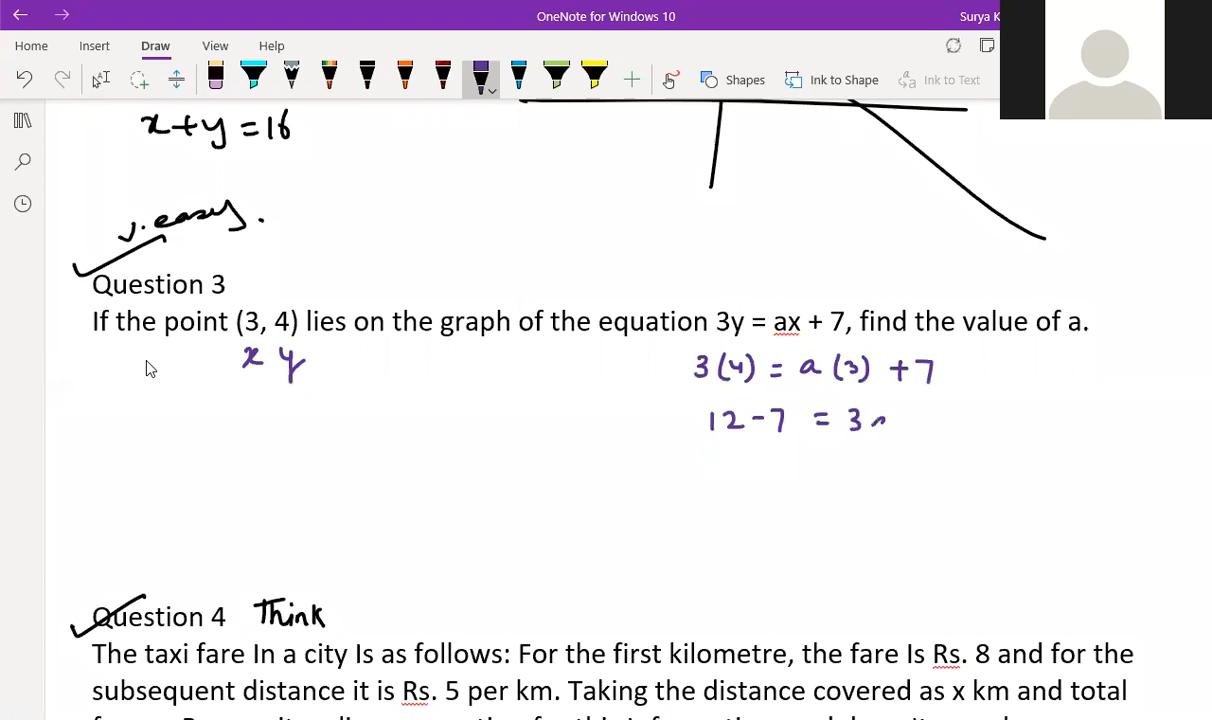 OneNote for Windows 10
Surya K
Home Insert Draw View Help
Shapes Ink to Shape Ink to Text
x+y=16
v.easy.
Question 3
If the point (3, 4) lies on the graph of the equation 3y = ax + 7, find the value of a.
x y
3(4) = a(3) +7
12-7 = 3
Question 4 Think
The taxi fare In a city Is as follows: For the first kilometre, the fare Is Rs. 8 and for the
subsequent distance it is Rs. 5 per km. Taking the distance covered as x km and total